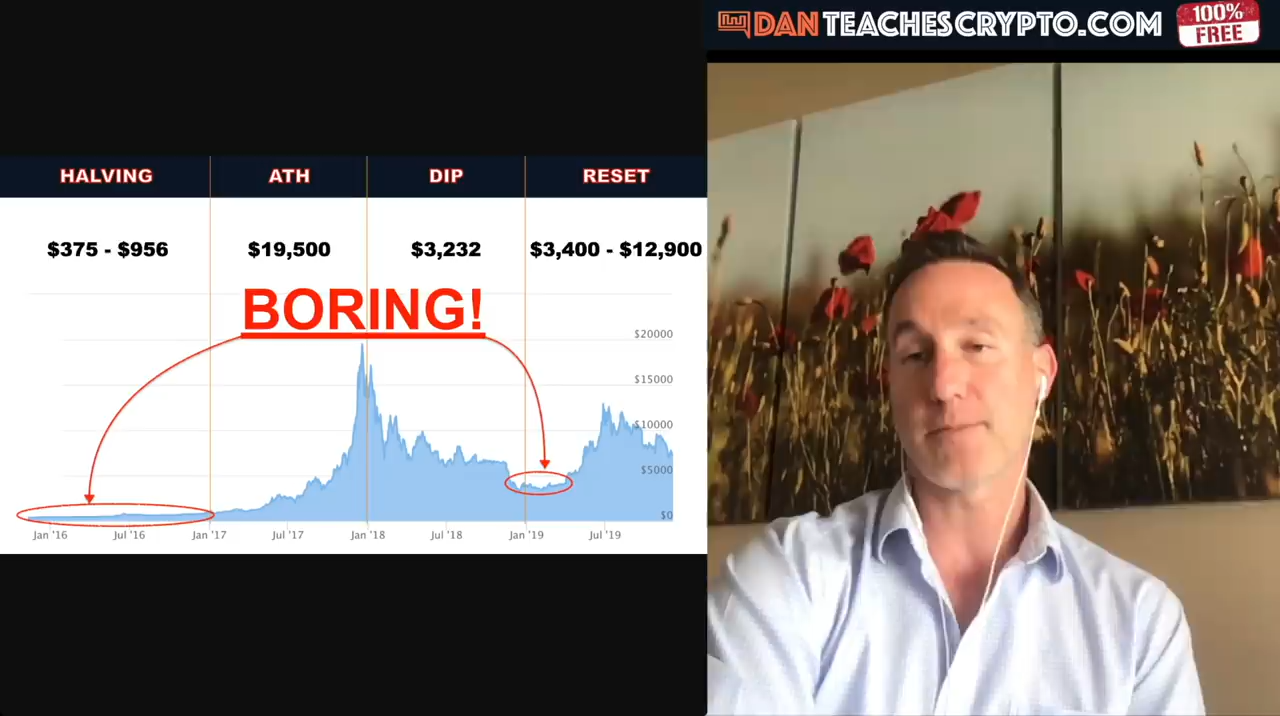 DANTEACHESCRYPTO.COM
100%
FREE
HALVING ATH DIP RESET
$375 - $956 $19,500 $3,232 $3,400 - $12,900
BORING!
$20000
$15000
$10000
$5000
$0
Jan '16 Jul '16 Jan '17 Jul '17 Jan '18 Jul '18 Jan '19 Jul '19